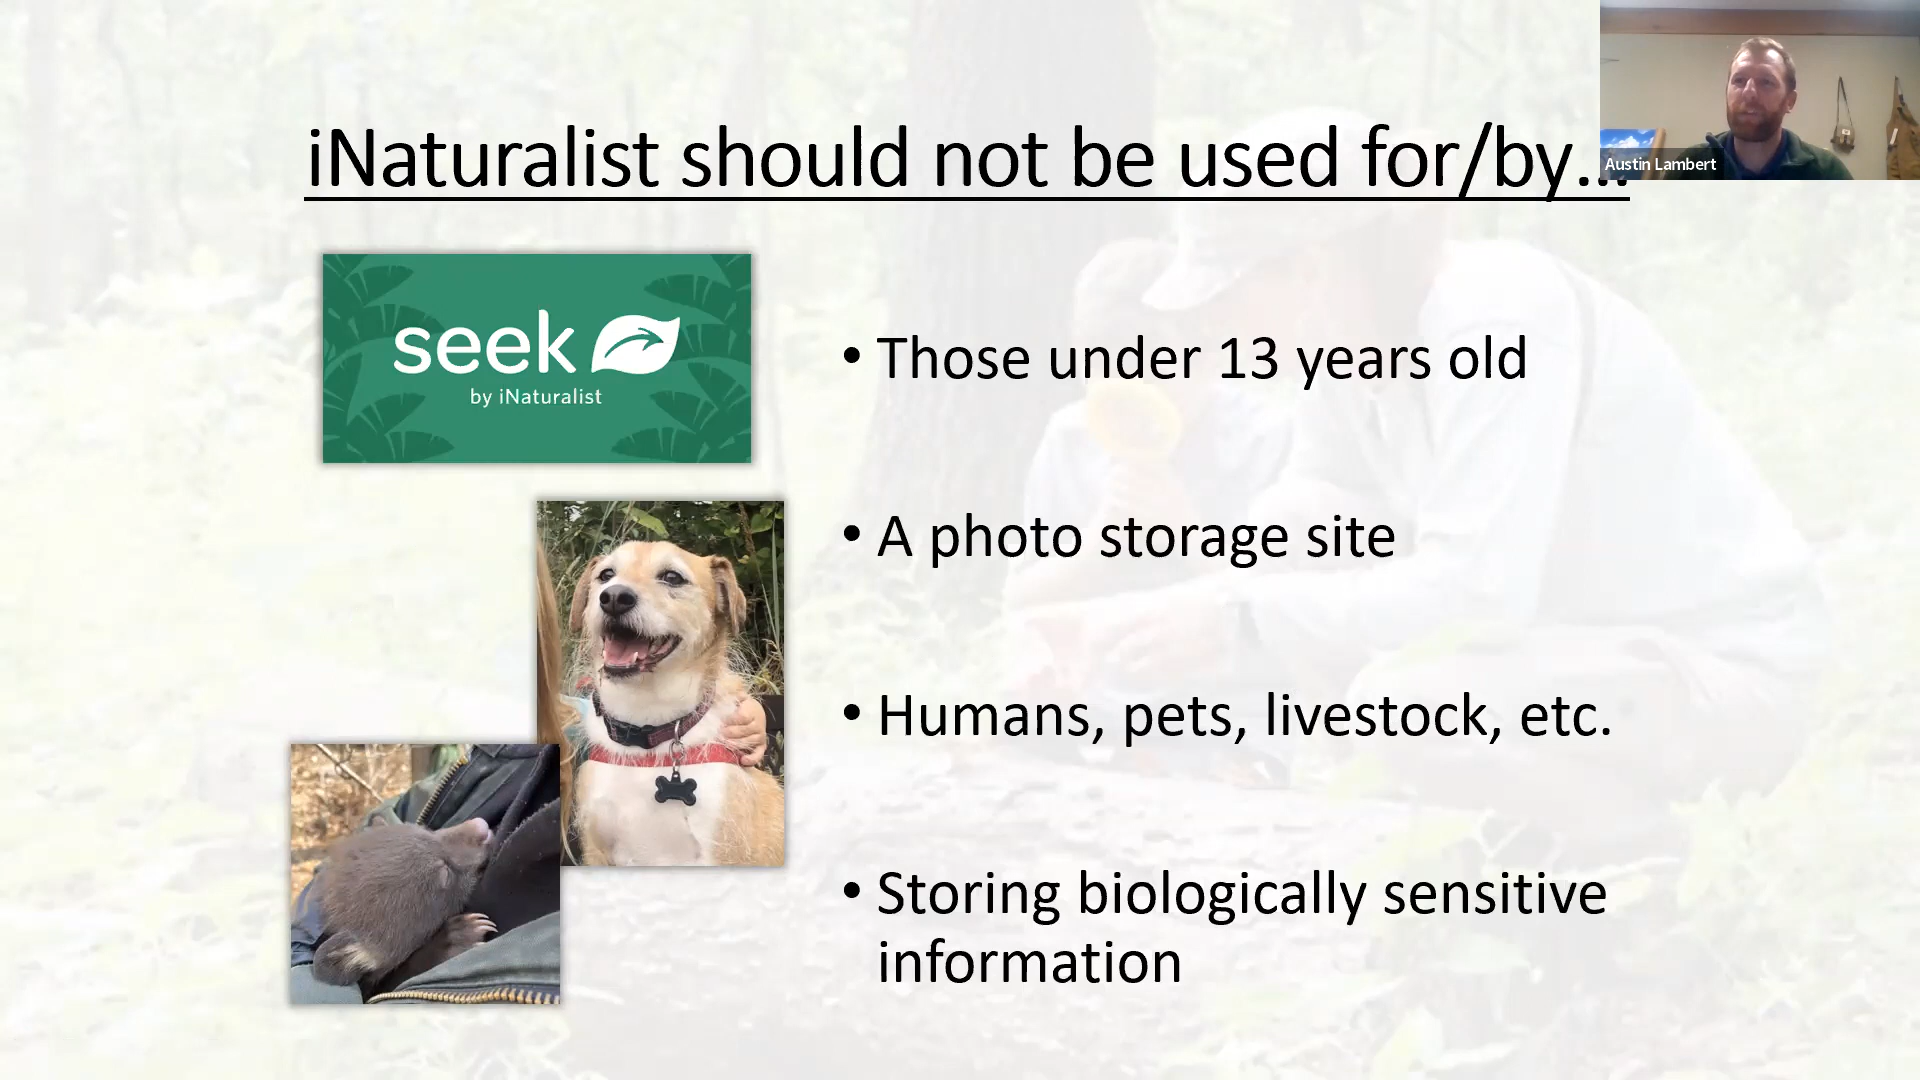 iNaturalist should not be used for/by...
Austin Lambert
seek
by iNaturalist
• Those under 13 years old
• A photo storage site
• Humans, pets, livestock, etc.
• Storing biologically sensitive
information